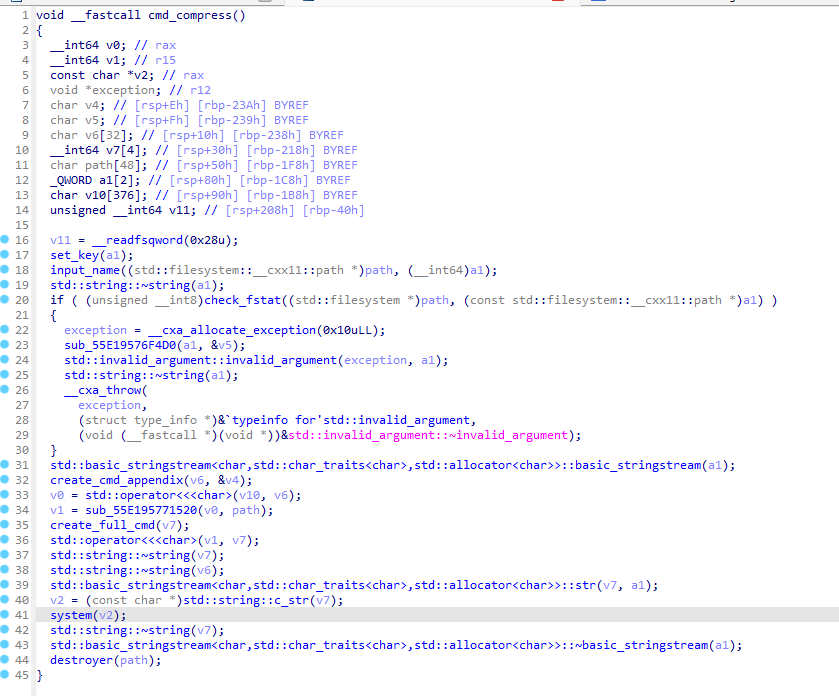 1 void __fastcall cmd_compress()
2 {
3 __int64 v0; // rax
4 __int64 v1; // r15
5 const char *v2; // rax
6 void *exception; // r12
7 char v4; // [rsp+Eh] [rbp-23Ah] BYREF
8 char v5; // [rsp+Fh] [rbp-239h] BYREF
9 char v6[32]; // [rsp+10h] [rbp-238h] BYREF
10 __int64 v7[4]; // [rsp+30h] [rbp-218h] BYREF
11 char path[48]; // [rsp+50h] [rbp-1F8h] BYREF
12 _QWORD a1[2]; // [rsp+80h] [rbp-1C8h] BYREF
13 char v10[376]; // [rsp+90h] [rbp-1B8h] BYREF
14 unsigned __int64 v11; // [rsp+208h] [rbp-40h]
15
16 v11 = __readfsqword(0x28u);
17 set_key(a1);
18 input_name((std::filesystem::__cxx11::path *)path, (__int64)a1);
19 std::string::~string(a1);
20 if ( (unsigned __int8)check_fstat((std::filesystem *)path, (const std::filesystem::__cxx11::path *)a1) )
21 {
22 exception = __cxa_allocate_exception(0x10uLL);
23 sub_55E19576F4D0(a1, &v5);
24 std::invalid_argument::invalid_argument(exception, a1);
25 std::string::~string(a1);
26 __cxa_throw(
27 exception,
28 (struct type_info *)&`typeinfo for'std::invalid_argument,
29 (void (__fastcall *)(void *))&std::invalid_argument::~invalid_argument);
30 }
31 std::basic_stringstream<char,std::char_traits<char>,std::allocator<char>>::basic_stringstream(a1);
32 create_cmd_appendix(v6, &v4);
33 v0 = std::operator<<<char>(v10, v6);
34 v1 = sub_55E195771520(v0, path);
35 create_full_cmd(v7);
36 std::operator<<<char>(v1, v7);
37 std::string::~string(v7);
38 std::string::~string(v6);
39 std::basic_stringstream<char,std::char_traits<char>,std::allocator<char>>::str(v7, a1);
40 v2 = (const char *)std::string::c_str(v7);
41 system(v2);
42 std::string::~string(v7);
43 std::basic_stringstream<char,std::char_traits<char>,std::allocator<char>>::~basic_stringstream(a1);
44 destroyer(path);
45 }